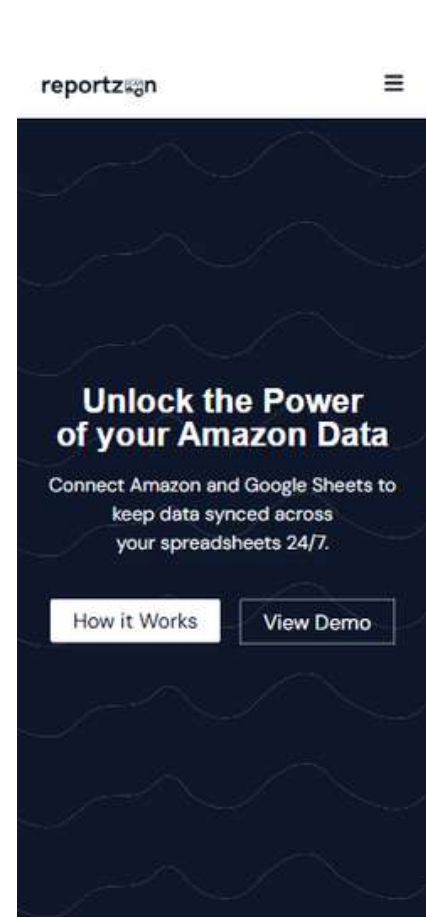 reportzon
Unlock the Power
of your Amazon Data
Connect Amazon and Google Sheets to
keep data synced across
your spreadsheets 24/7.
How it Works
View Demo